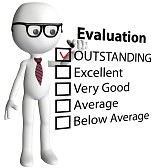 Evaluation
OUTSTANDING
Excellent
Very Good
Average
Below Average